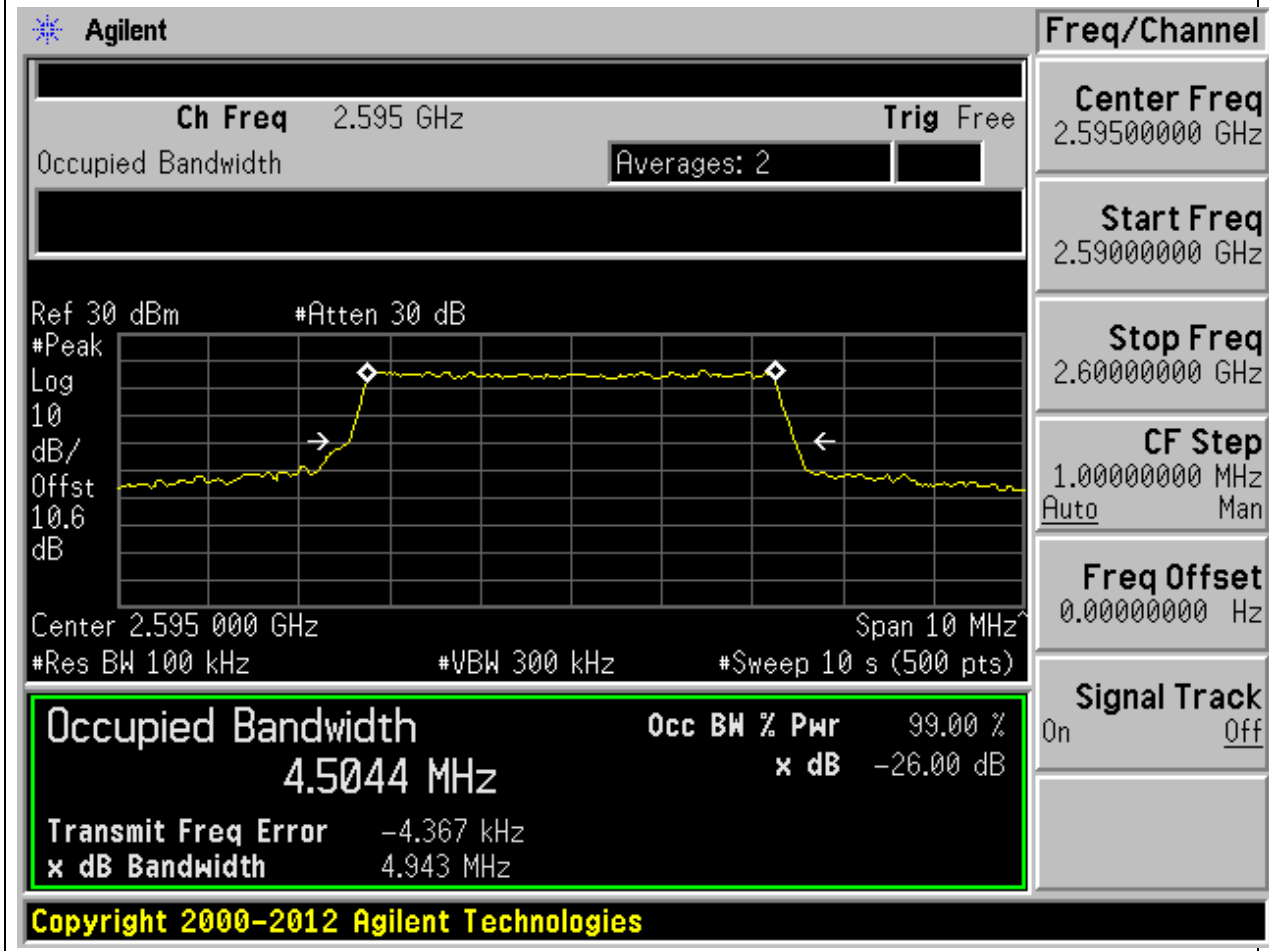 Agilent
Freq/Channel
Ch Freq 2.595 GHz Trig Free
Occupied Bandwidth Averages: 2
Center Freq
2.59500000 GHz
Start Freq
2.59000000 GHz
Stop Freq
2.60000000 GHz
CF Step
1.00000000 MHz
Auto Man
Freq Offset
0.00000000 Hz
Signal Track
On Off
Ref 30 dBm #Atten 30 dB
#Peak
Log
10
dB/
Offst
10.6
dB
Center 2.595 000 GHz Span 10 MHz^
#Res BW 100 kHz #VBW 300 kHz #Sweep 10 s (500 pts)
Occupied Bandwidth Occ BW % Pwr 99.00 %
4.5044 MHz x dB -26.00 dB
Transmit Freq Error -4.367 kHz
x dB Bandwidth 4.943 MHz
Copyright 2000-2012 Agilent Technologies